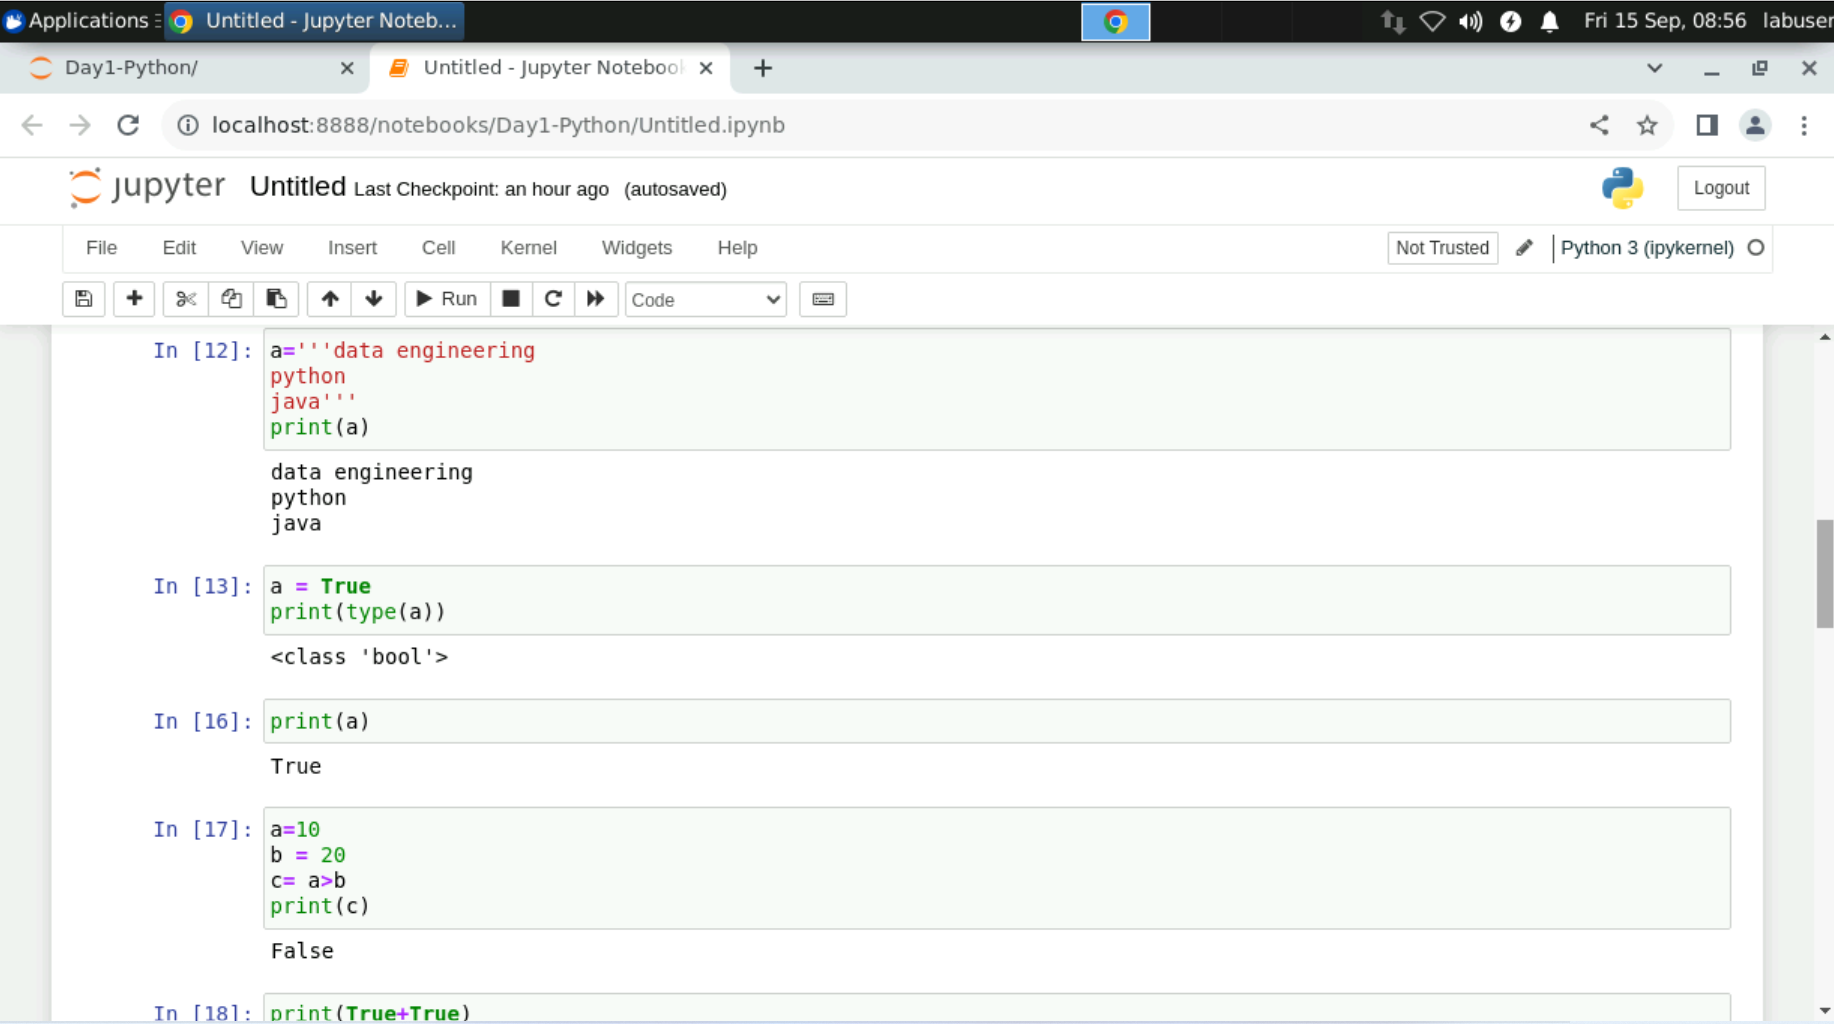 Applications
Untitled - Jupyter Noteb...
Fri 15 Sep, 08:56 labuser
Day1-Python/
Untitled - Jupyter Notebook
localhost:8888/notebooks/Day1-Python/Untitled.ipynb
jupyter Untitled Last Checkpoint: an hour ago (autosaved)
Logout
File Edit View Insert Cell Kernel Widgets Help
Not Trusted
Python 3 (ipykernel)
Run
Code
In [12]: a='''data engineering
python
java'''
print(a)
data engineering
python
java
In [13]: a = True
print(type(a))
<class 'bool'>
In [16]: print(a)
True
In [17]: a=10
b = 20
c= a>b
print(c)
False
In [18]: print(True+True)